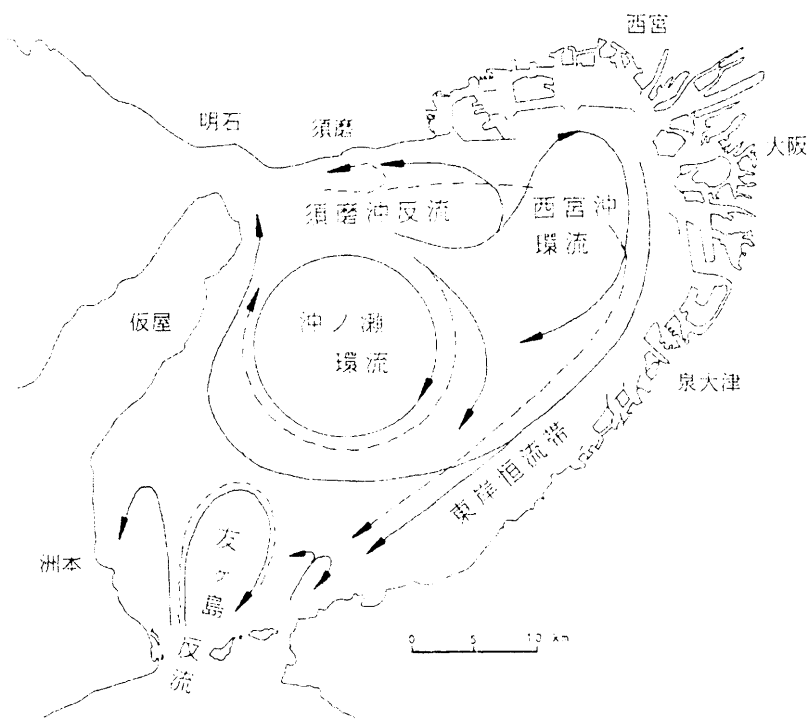 西宮
明石
須磨
大阪
須磨沖反流
西宮沖
環流
仮屋
沖ノ瀬
環流
泉大津
東岸恒流帯
洲本
友ヶ島
反流
0 5 10 km